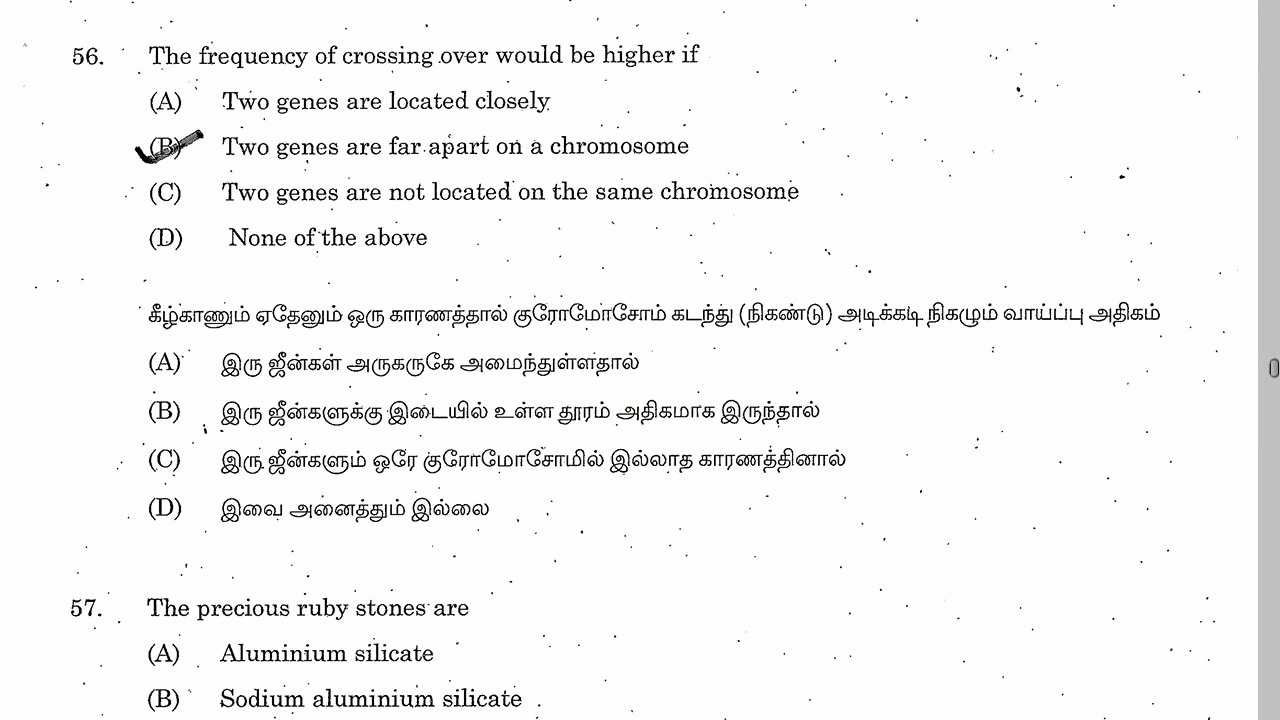 56. The frequency of crossing over would be higher if
(A) Two genes are located closely
(B) Two genes are far apart on a chromosome
(C) Two genes are not located on the same chromosome
(D) None of the above
கீழ்காணும் ஏதேனும் ஒரு காரணத்தால் குரோமோசோம் கடந்து (நிகண்டு) அடிக்கடி நிகழும் வாய்ப்பு அதிகம்
(A) இரு ஜீன்கள் அருகருகே அமைந்துள்ளதால்
(B) இரு ஜீன்களுக்கு இடையில் உள்ள தூரம் அதிகமாக இருந்தால்
(C) இரு ஜீன்களும் ஒரே குரோமோசோமில் இல்லாத காரணத்தினால்
(D) இவை அனைத்தும் இல்லை
57. The precious ruby stones are
(A) Aluminium silicate
(B) Sodium aluminium silicate